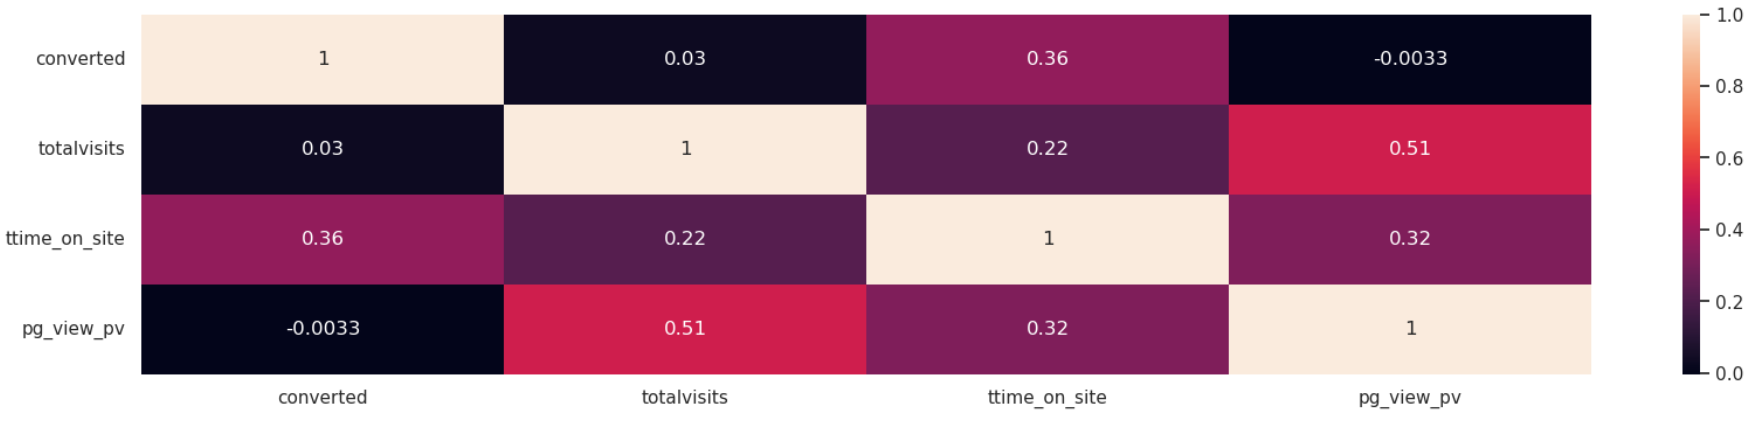 converted 1 0.03 0.36 -0.0033
totalvisits 0.03 1 0.22 0.51
ttime_on_site 0.36 0.22 1 0.32
pg_view_pv -0.0033 0.51 0.32 1
converted totalvisits ttime_on_site pg_view_pv
1.0
0.8
0.6
0.4
0.2
0.0